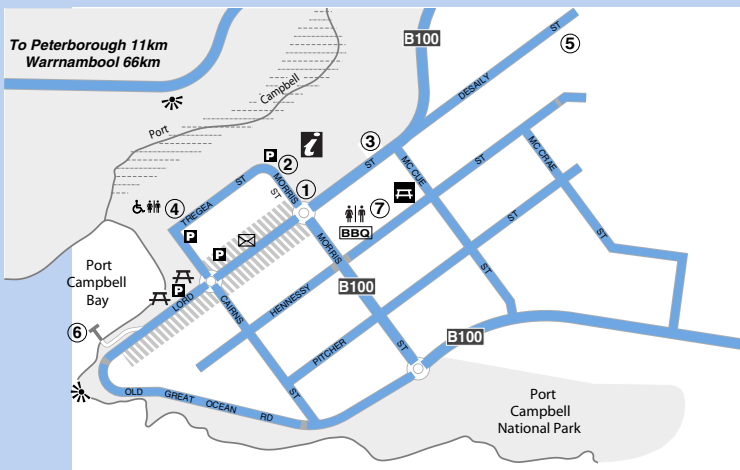 To Peterborough 11km
Warrnambool 66km
B100
ST
5
DESAILY
Campbell
Port
i
P
2
3
ST
MC CUE
ST
MC CRAE
ST
MORRIS
ST
1
TREGEA
ST
4
7
BBQ
P
P
P
MORRIS
B100
HENNESSY
ST
ST
Port
Campbell
Bay
LORD
CAIRNS
6
PITCHER
ST
B100
ST
OLD GREAT OCEAN RD
Port
Campbell
National Park